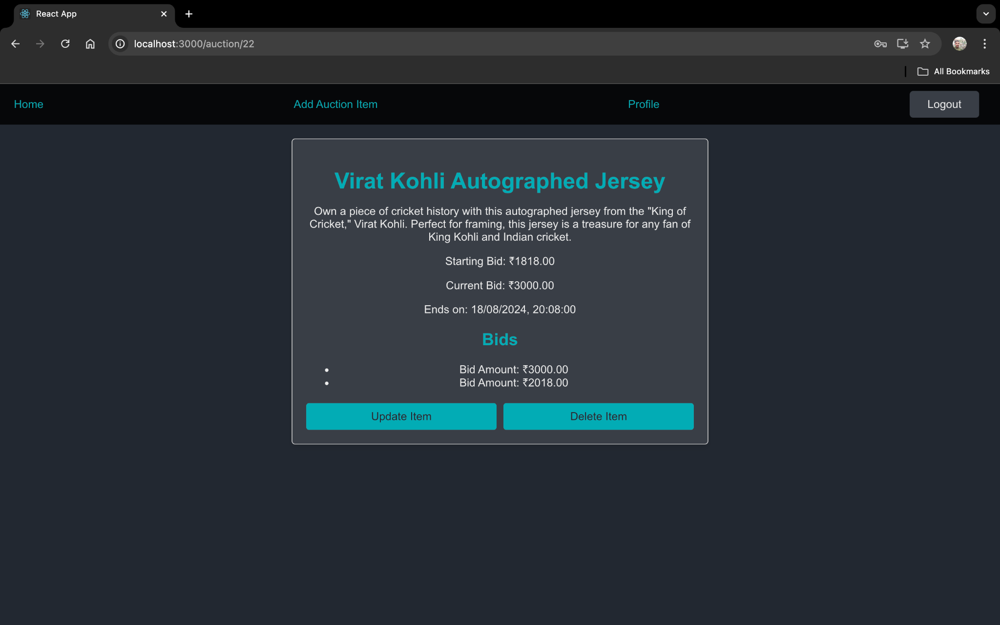 React App
localhost:3000/auction/22
All Bookmarks
Home
Add Auction Item
Profile
Logout
Virat Kohli Autographed Jersey
Own a piece of cricket history with this autographed jersey from the "King of
Cricket," Virat Kohli. Perfect for framing, this jersey is a treasure for any fan of
King Kohli and Indian cricket.
Starting Bid: ₹1818.00
Current Bid: ₹3000.00
Ends on: 18/08/2024, 20:08:00
Bids
• Bid Amount: ₹3000.00
• Bid Amount: ₹2018.00
Update Item
Delete Item